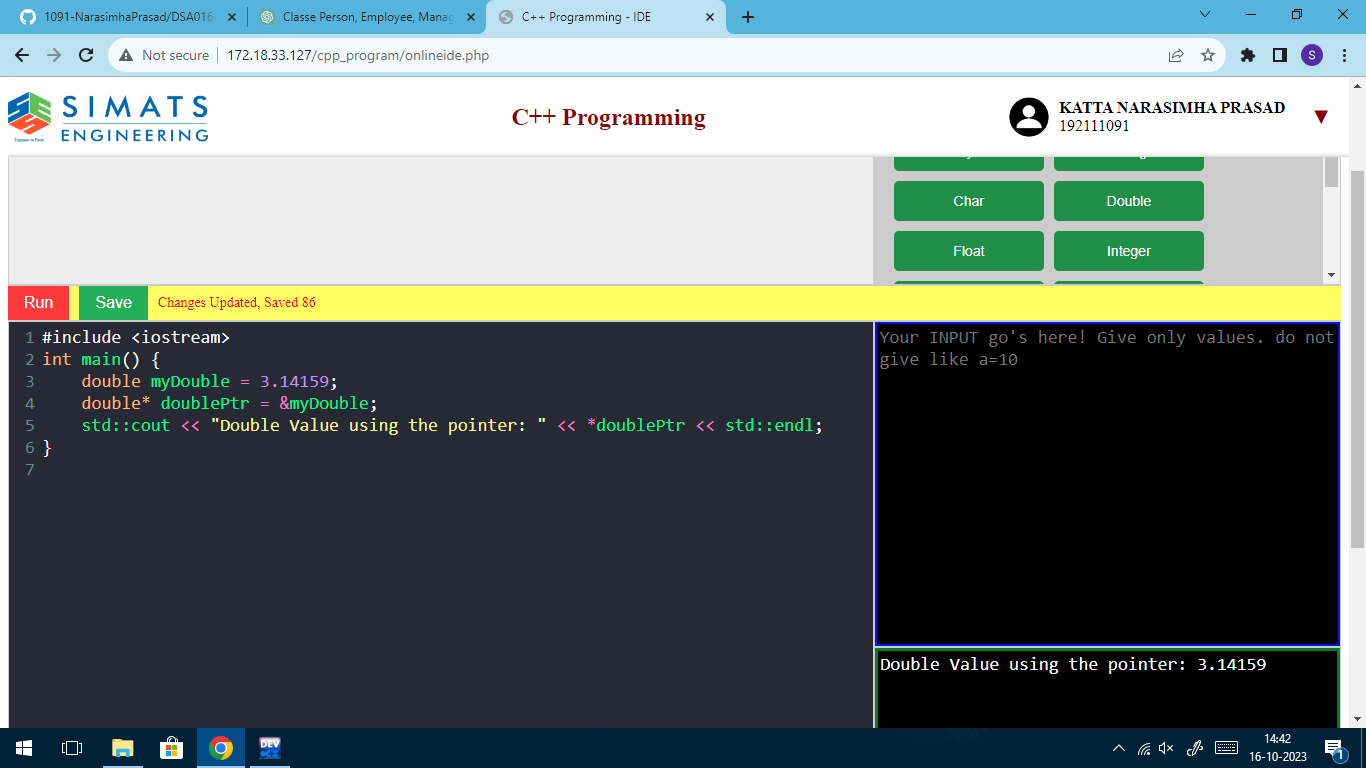 1091-NarasimhaPrasad/DSA016
Classe Person, Employee, Manag
C++ Programming - IDE
Not secure
172.18.33.127/cpp_program/onlineide.php
S
SIMATS
ENGINEERING
Engineer to Excel
C++ Programming
KATTA NARASIMHA PRASAD
192111091
Char
Double
Float
Integer
Run
Save
Changes Updated, Saved 86
1 #include <iostream>
2 int main() {
3     double myDouble = 3.14159;
4     double* doublePtr = &myDouble;
5     std::cout << "Double Value using the pointer: " << *doublePtr << std::endl;
6 }
7
Your INPUT go's here! Give only values. do not
give like a=10
Double Value using the pointer: 3.14159
DEV
14:42
16-10-2023
1